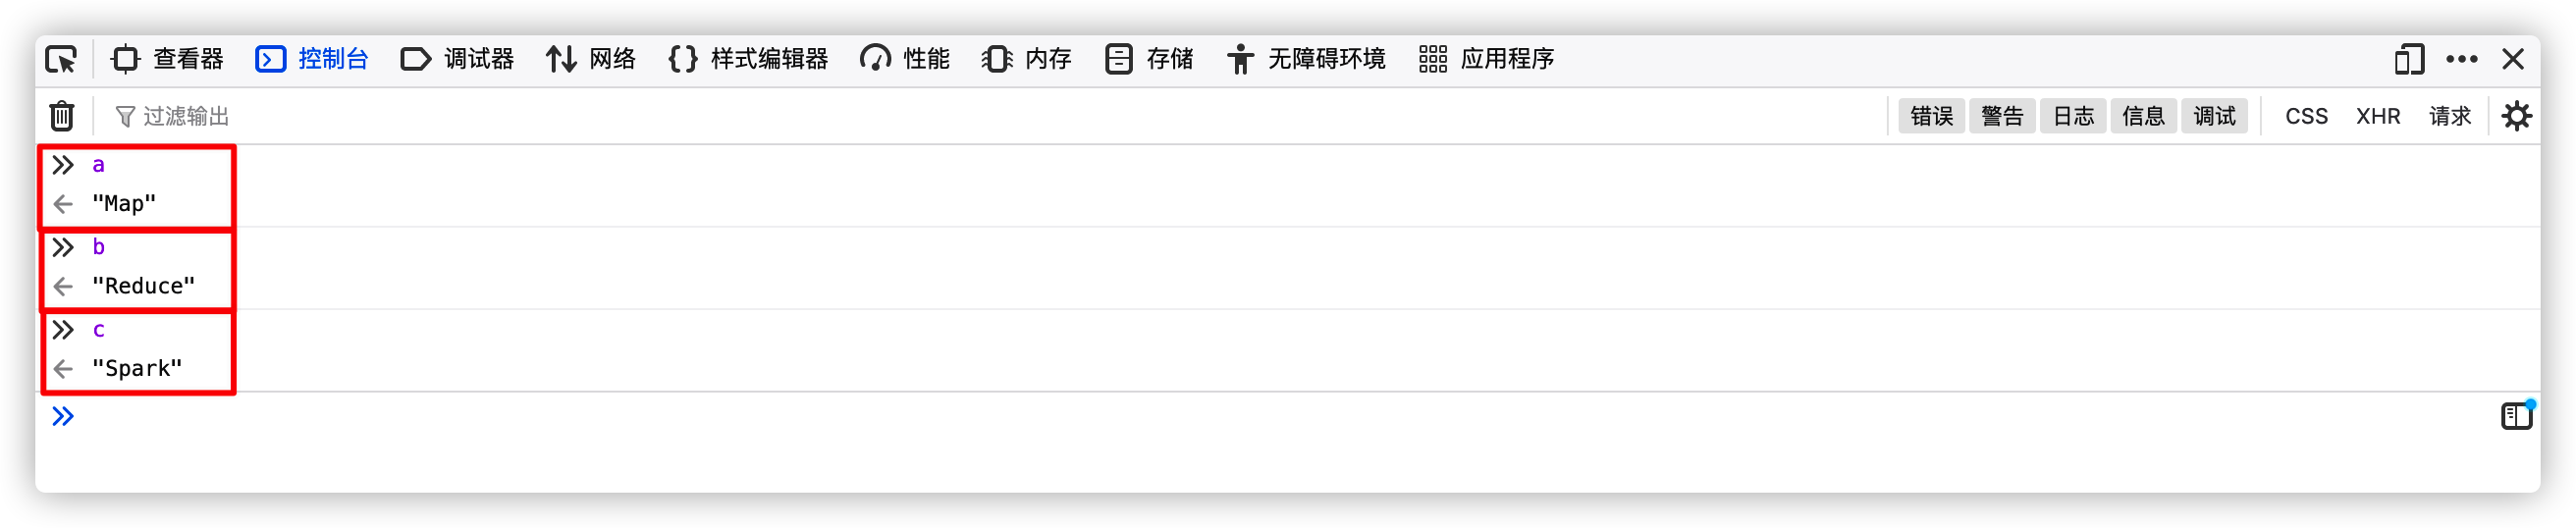 查看器 控制台 调试器 网络 样式编辑器 性能 内存 存储 无障碍环境 应用程序
过滤输出 错误 警告 日志 信息 调试 CSS XHR 请求
a
"Map"
b
"Reduce"
c
"Spark"